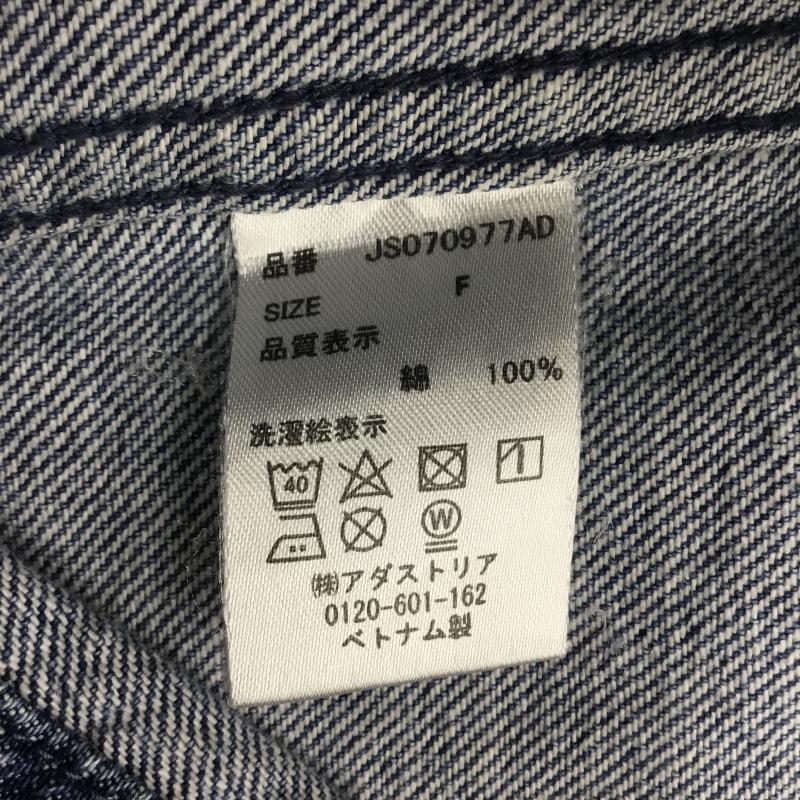 品番 JS070977AD
SIZE F
品質表示
綿 100%
洗濯絵表示
40
W
㈱アダストリア
0120-601-162
ベトナム製